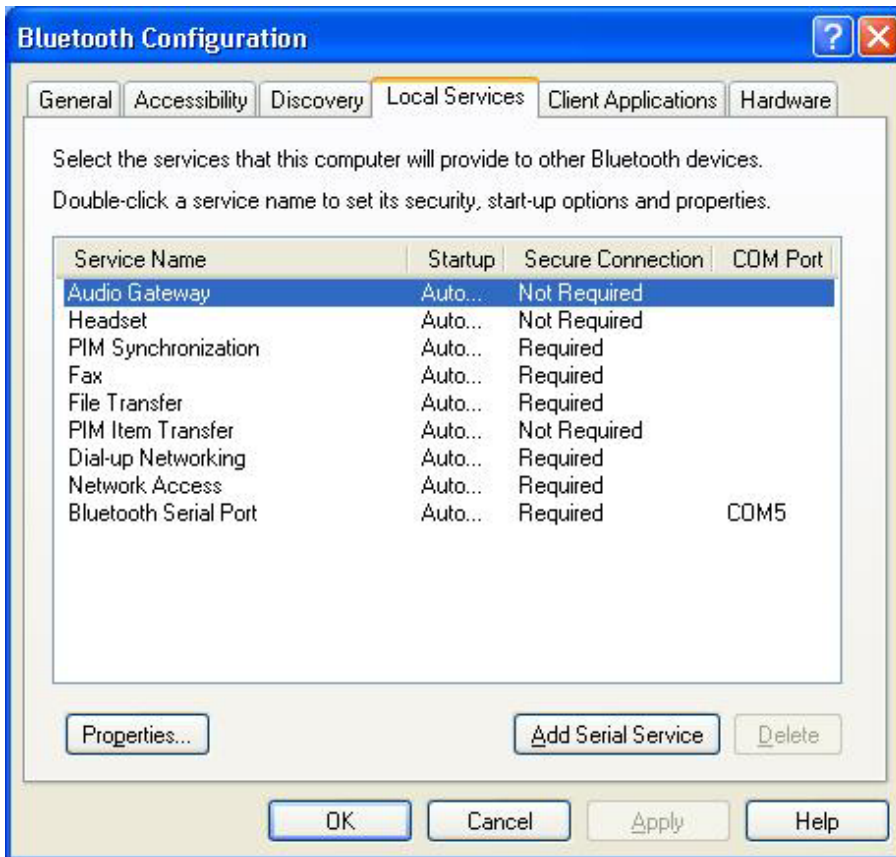 Bluetooth Configuration
General Accessibility Discovery Local Services Client Applications Hardware
Select the services that this computer will provide to other Bluetooth devices.
Double-click a service name to set its security, start-up options and properties.
Service Name Startup Secure Connection COM Port
Audio Gateway Auto... Not Required
Headset Auto... Not Required
PIM Synchronization Auto... Required
Fax Auto... Required
File Transfer Auto... Required
PIM Item Transfer Auto... Not Required
Dial-up Networking Auto... Required
Network Access Auto... Required
Bluetooth Serial Port Auto... Required COM5
Properties... Add Serial Service Delete
OK Cancel Apply Help